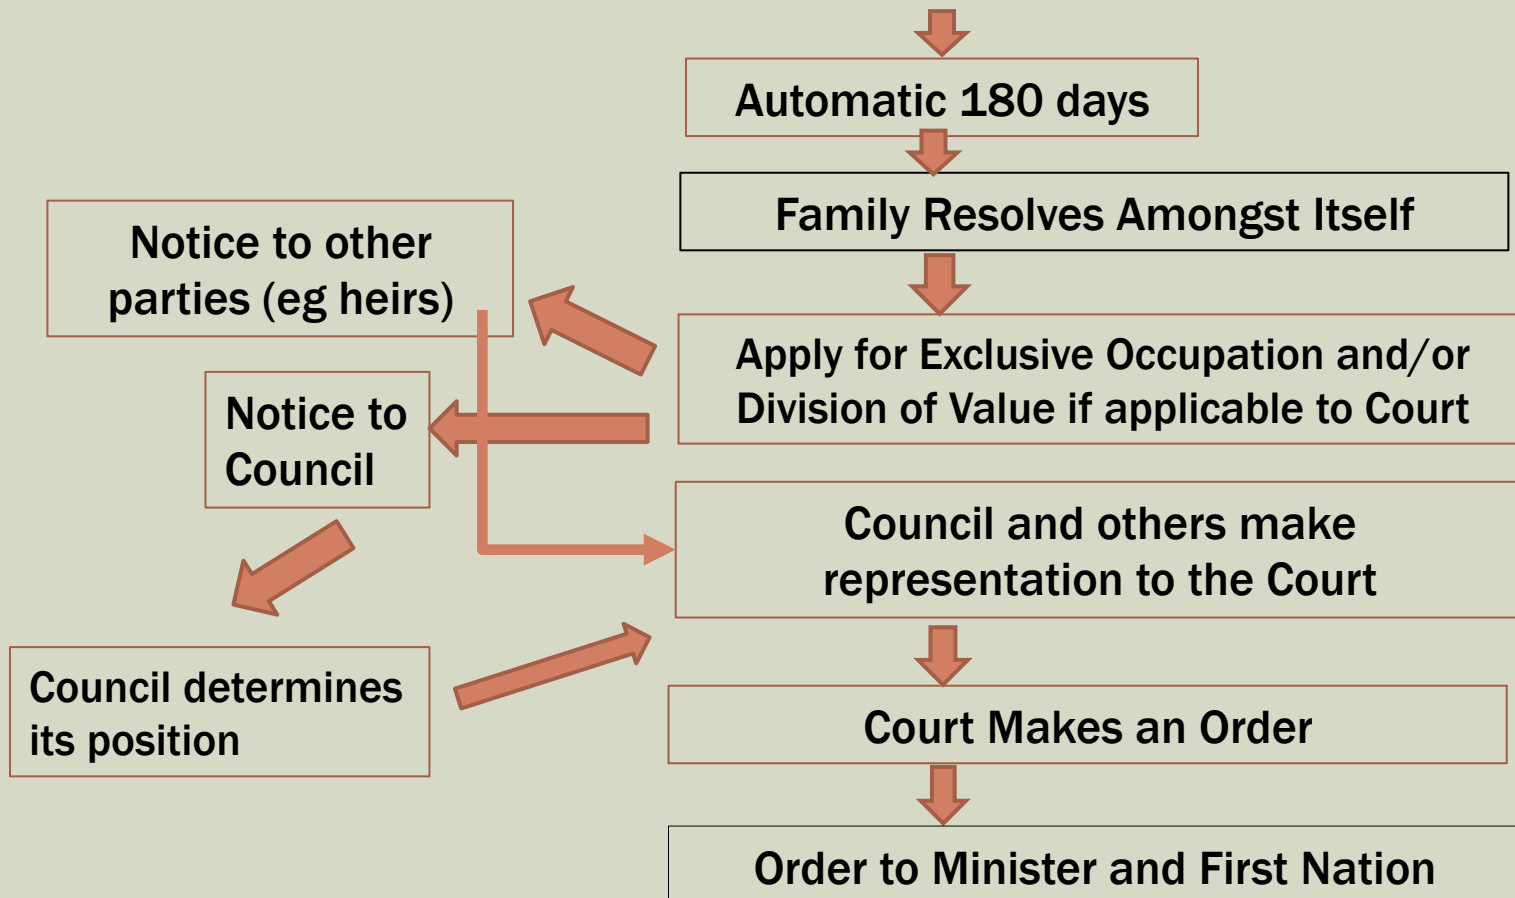 Automatic 180 days
Family Resolves Amongst Itself
Notice to other
parties (eg heirs)
Apply for Exclusive Occupation and/or
Division of Value if applicable to Court
Notice to
Council
Council and others make
representation to the Court
Council determines
its position
Court Makes an Order
Order to Minister and First Nation